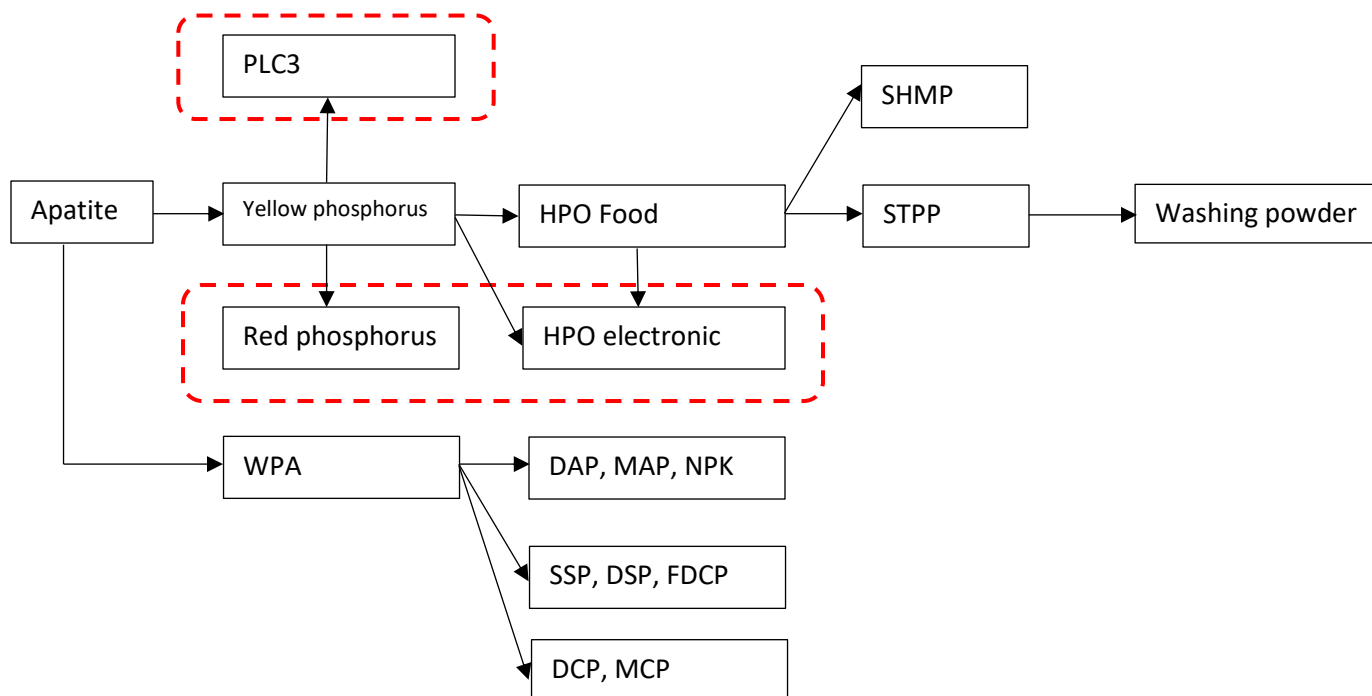 PLC3
SHMP
Apatite
Yellow phosphorus
HPO Food
STPP
Washing powder
Red phosphorus
HPO electronic
WPA
DAP, MAP, NPK
SSP, DSP, FDCP
DCP, MCP